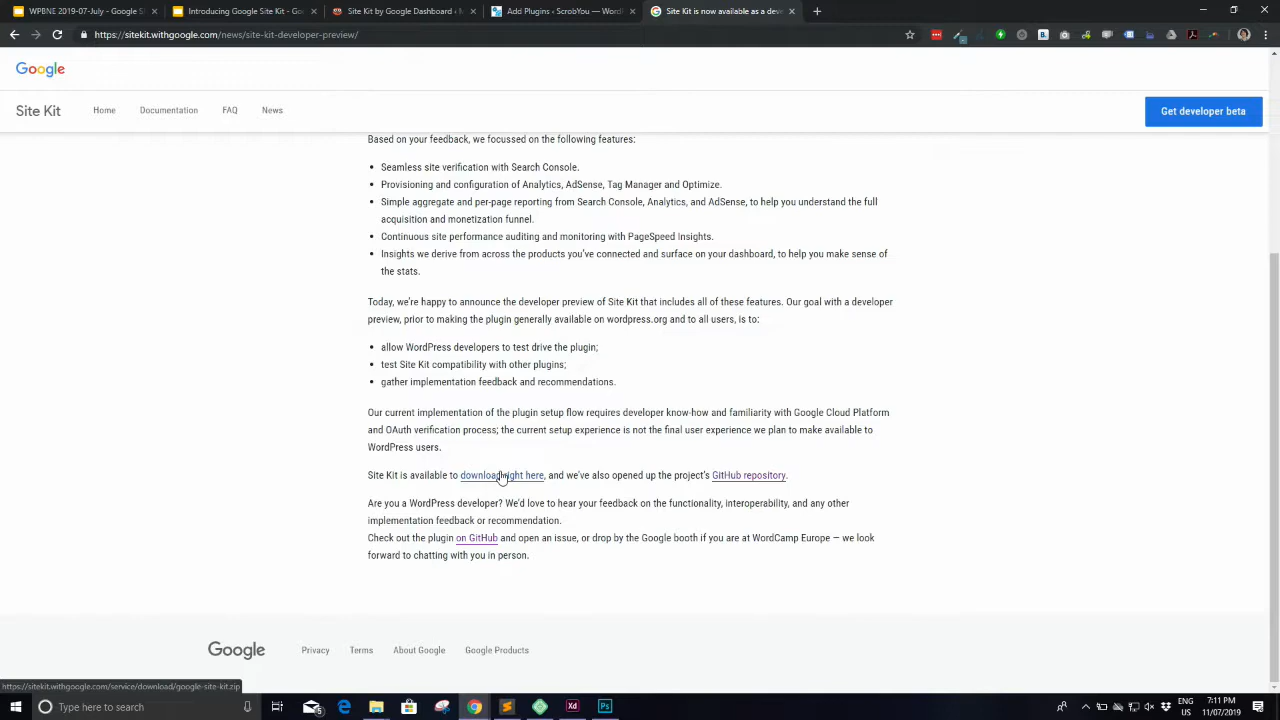 WPBNE 2019-07-July - Google S
Introducing Google Site Kit - Goo
Site Kit by Google Dashboard
Add Plugins ‹ ScrobYou — WordP
Site Kit is now available as a dev
https://sitekit.withgoogle.com/news/site-kit-developer-preview/
Google
Site Kit
Home
Documentation
FAQ
News
Get developer beta
Based on your feedback, we focussed on the following features:
• Seamless site verification with Search Console.
• Provisioning and configuration of Analytics, AdSense, Tag Manager and Optimize.
• Simple aggregate and per-page reporting from Search Console, Analytics, and AdSense, to help you understand the full
acquisition and monetization funnel.
• Continuous site performance auditing and monitoring with PageSpeed Insights.
• Insights we derive from across the products you've connected and surface on your dashboard, to help you make sense of
the stats.
Today, we're happy to announce the developer preview of Site Kit that includes all of these features. Our goal with a developer
preview, prior to making the plugin generally available on wordpress.org and to all users, is to:
• allow WordPress developers to test drive the plugin;
• test Site Kit compatibility with other plugins;
• gather implementation feedback and recommendations.
Our current implementation of the plugin setup flow requires developer know-how and familiarity with Google Cloud Platform
and OAuth verification process; the current setup experience is not the final user experience we plan to make available to
WordPress users.
Site Kit is available to download right here, and we've also opened up the project's GitHub repository.
Are you a WordPress developer? We'd love to hear your feedback on the functionality, interoperability, and any other
implementation feedback or recommendation.
Check out the plugin on GitHub and open an issue, or drop by the Google booth if you are at WordCamp Europe — we look
forward to chatting with you in person.
Google
Privacy
Terms
About Google
Google Products
https://sitekit.withgoogle.com/service/download/google-site-kit.zip
Type here to search
Xd
Ps
ENG
US
7:11 PM
11/07/2019